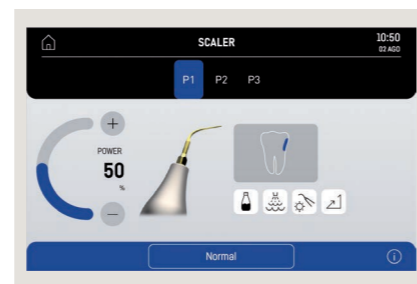 SCALER
10:50
02 AGO
P1 P2 P3
+
POWER
50
%
−
Normal